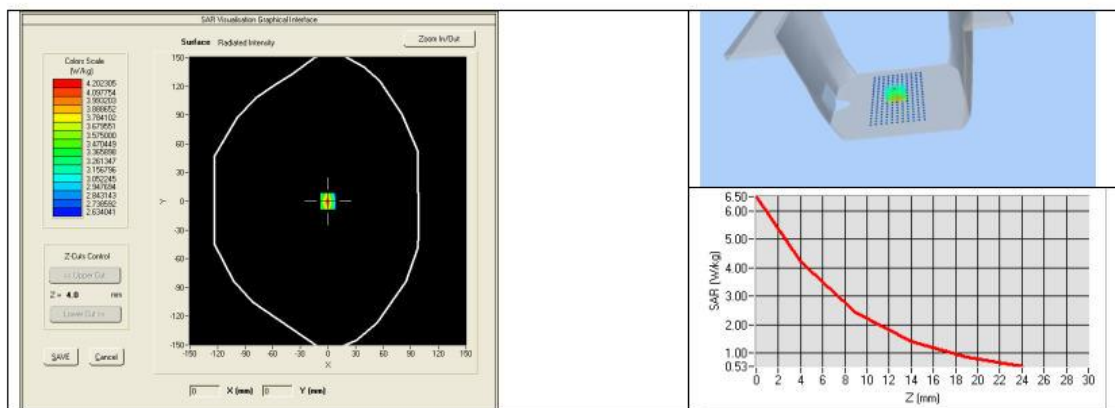 SAR Visualisation Graphical Interface
Surface Radiated Intensity
Zoom In/Out
Colors Scale
(W/kg)
4.202305
4.097754
3.993203
3.888652
3.784102
3.679551
3.575000
3.470449
3.365898
3.261347
3.156796
3.052245
2.947694
2.843143
2.738592
2.634041
150
120
90
60
30
Y 0
-30
-60
-90
-120
-150
-150 -120 -90 -60 -30 0 30 60 90 120 150
X
Z-Cuts Control
<< Upper Cut
Z = 4.0 mm
Lower Cut >>
SAVE Cancel
0 X (mm) 0 Y (mm)
6.50
6.00
5.00
4.00
3.00
2.00
1.00
0.53
SAR (W/kg)
0 2 4 6 8 10 12 14 16 18 20 22 24 26 28 30
Z (mm)